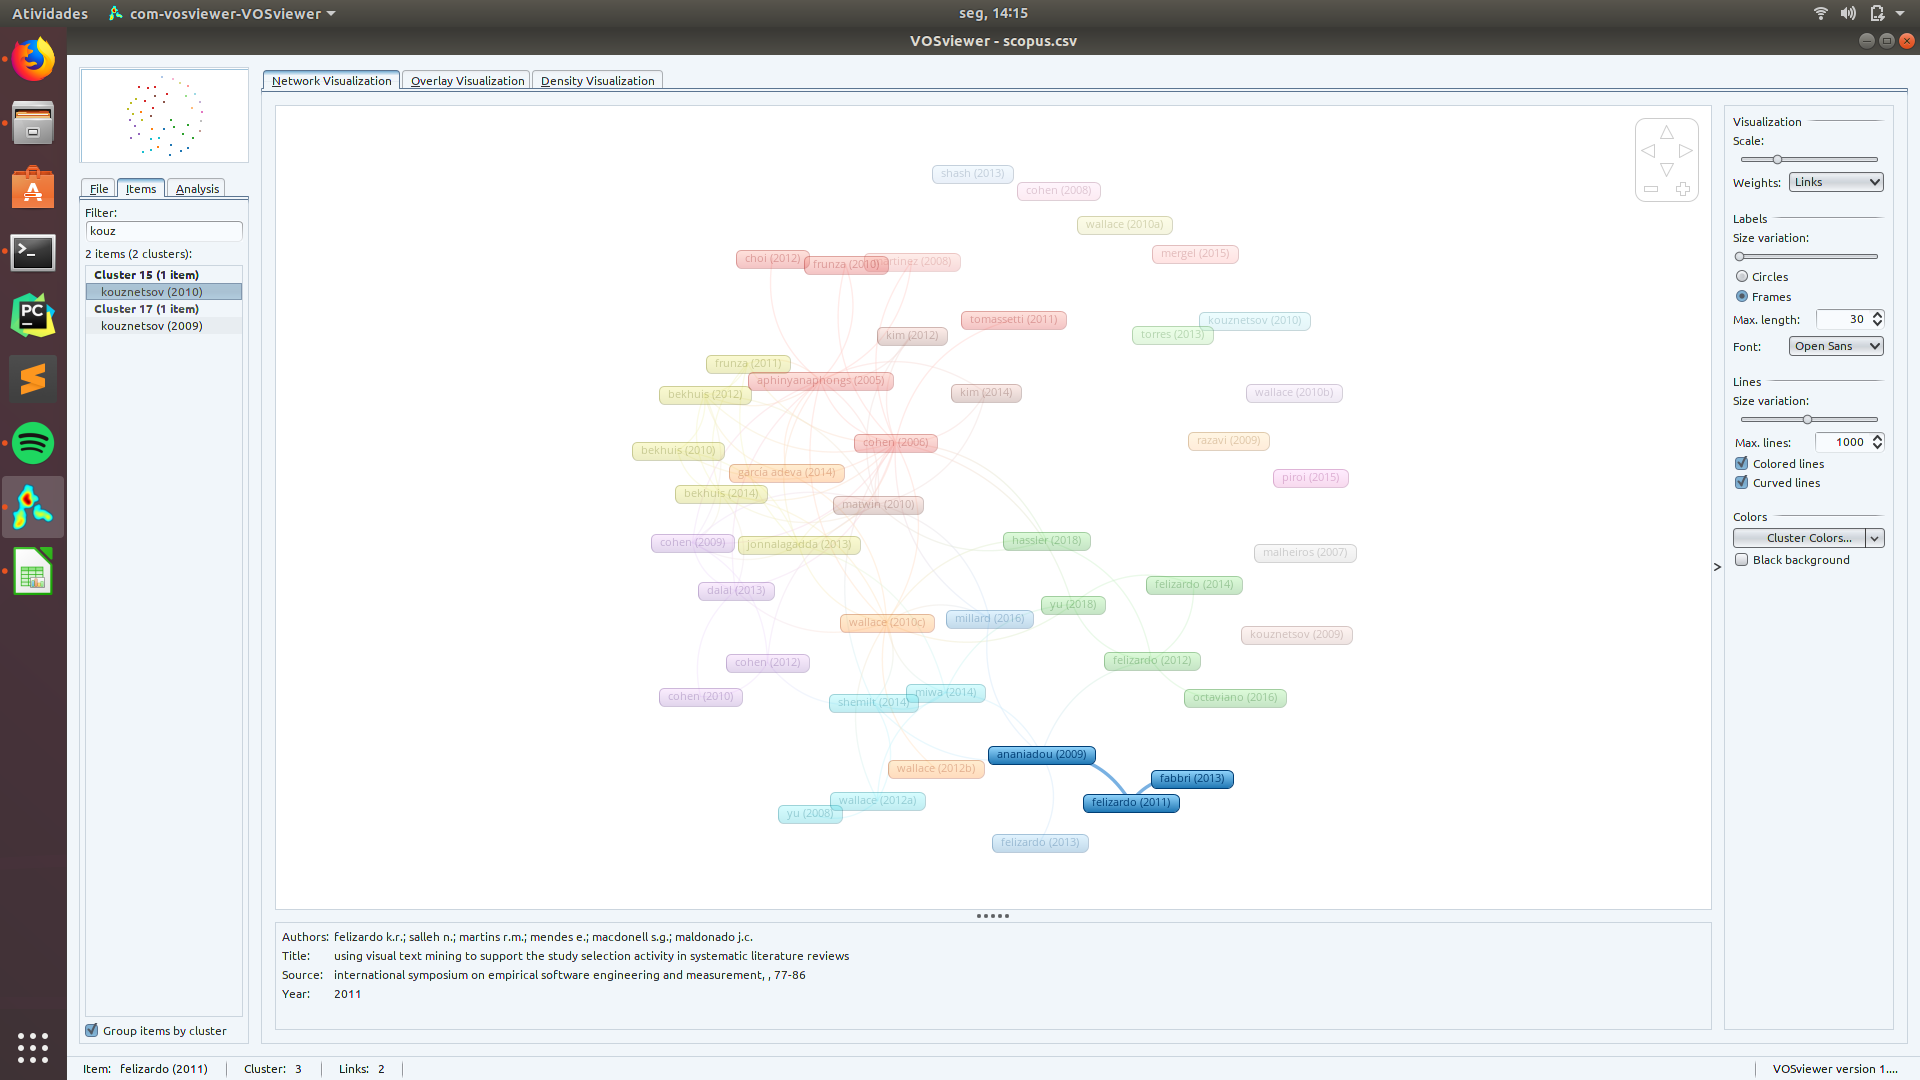 Atividades com-vosviewer-VOSviewer seg, 14:15
VOSviewer - scopus.csv
Network Visualization Overlay Visualization Density Visualization
File Items Analysis
Filter:
kouz
2 items (2 clusters):
Cluster 15 (1 item)
kouznetsov (2010)
Cluster 17 (1 item)
kouznetsov (2009)
Group items by cluster
shash (2013)
cohen (2008)
wallace (2010a)
mergel (2015)
choi (2012)
frunza (2010)
martinez (2008)
tomassetti (2011)
kouznetsov (2010)
torres (2013)
kim (2012)
frunza (2011)
aphinyanaphongs (2005)
bekhuis (2012)
kim (2014)
wallace (2010b)
cohen (2006)
razavi (2009)
bekhuis (2010)
garcía adeva (2014)
piroi (2015)
bekhuis (2014)
matwin (2010)
cohen (2009)
jonnalagadda (2013)
hassler (2018)
malheiros (2007)
dalal (2013)
felizardo (2014)
yu (2018)
wallace (2010c)
millard (2016)
kouznetsov (2009)
cohen (2012)
felizardo (2012)
cohen (2010)
shemilt (2014)
miwa (2014)
octaviano (2016)
ananiadou (2009)
wallace (2012b)
fabbri (2013)
wallace (2012a)
felizardo (2011)
yu (2008)
felizardo (2013)
Visualization
Scale:
Weights: Links
Labels
Size variation:
Circles
Frames
Max. length: 30
Font: Open Sans
Lines
Size variation:
Max. lines: 1000
Colored lines
Curved lines
Colors
Cluster Colors...
Black background
>
Authors: felizardo k.r.; salleh n.; martins r.m.; mendes e.; macdonell s.g.; maldonado j.c.
Title: using visual text mining to support the study selection activity in systematic literature reviews
Source: international symposium on empirical software engineering and measurement, , 77-86
Year: 2011
Item: felizardo (2011) Cluster: 3 Links: 2 VOSviewer version 1....